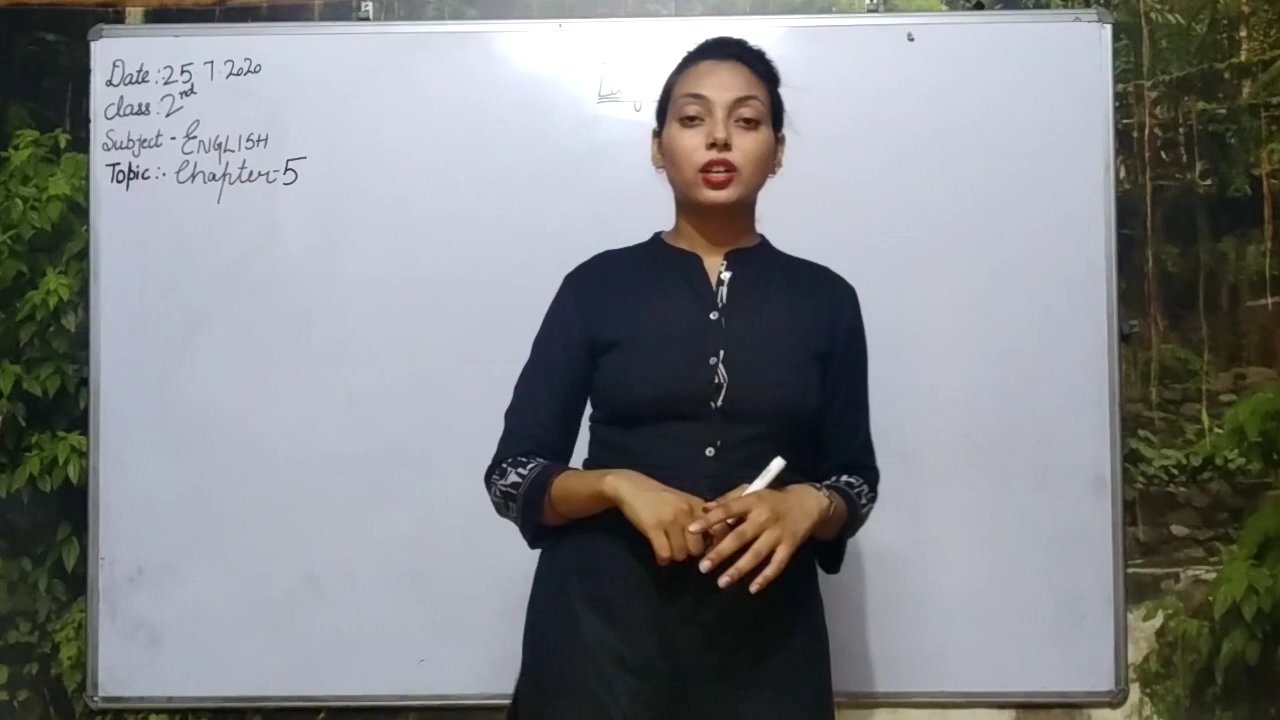 Date: 25 7.2020
Class: 2nd
Subject - ENGLISH
Topic:- Chapter-5